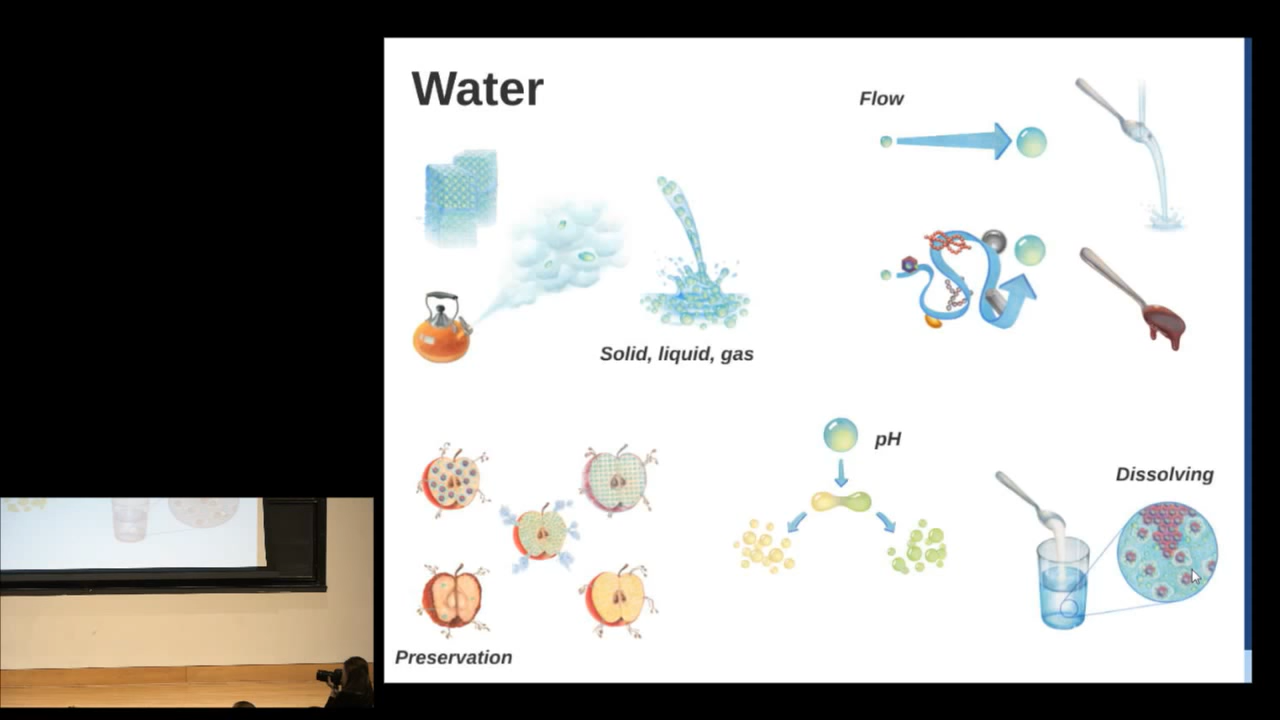 Water
Flow
Solid, liquid, gas
pH
Dissolving
Preservation